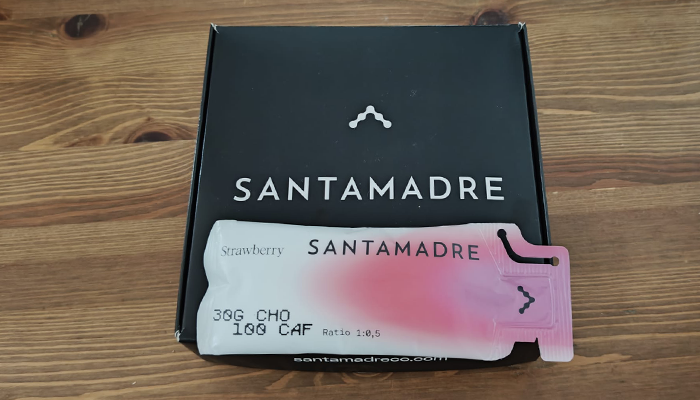 SANTAMADRE
Strawberry SANTAMADRE
30G CHO
100 CAF Ratio 1:0,5
santamadreco.com